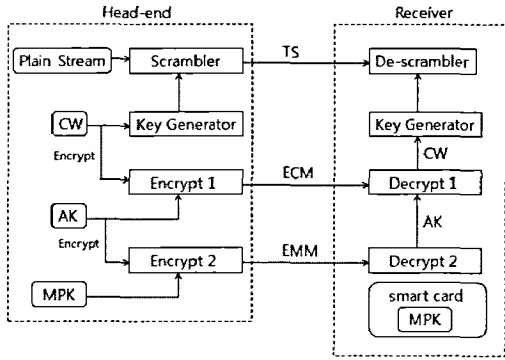 Head-end
Receiver
Plain Stream
Scrambler
TS
De-scrambler
CW
Key Generator
Key Generator
Encrypt
CW
Encrypt 1
ECM
Decrypt 1
AK
Encrypt
AK
Encrypt 2
EMM
Decrypt 2
MPK
smart card
MPK